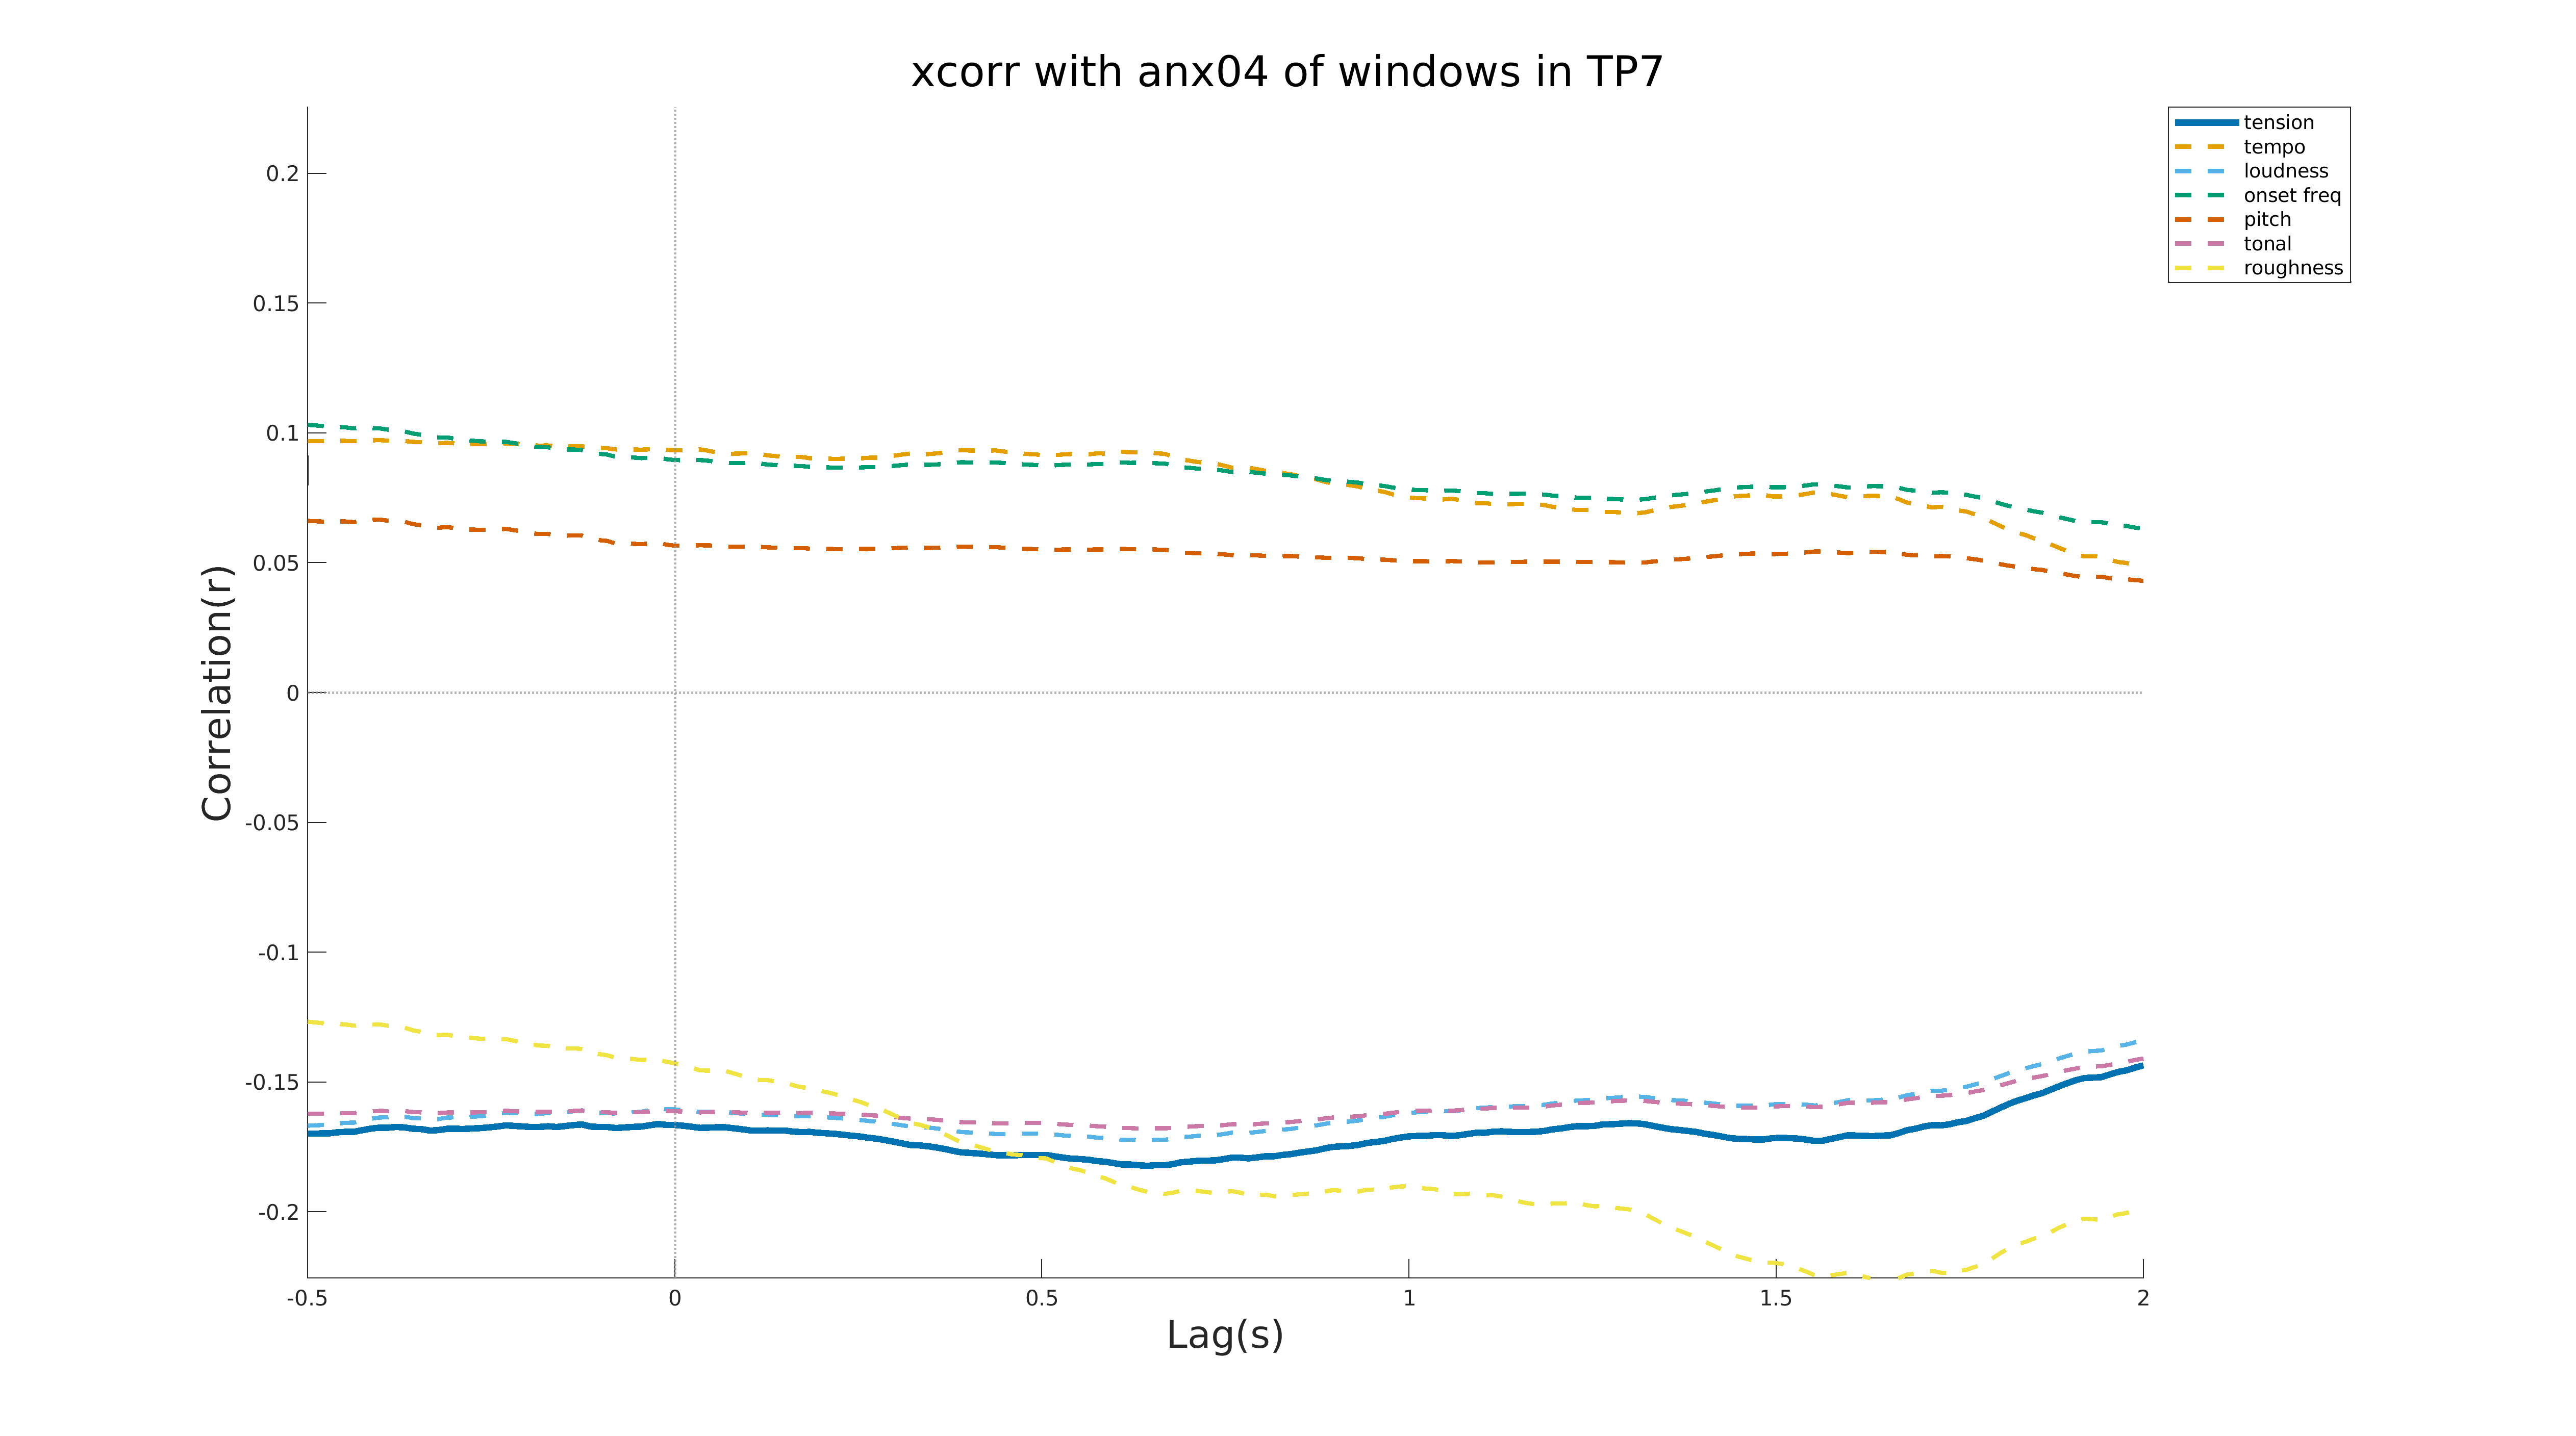 xcorr with anx04 of windows in TP7
tension
tempo
loudness
onset freq
pitch
tonal
roughness
0.2
0.15
0.1
0.05
0
-0.05
-0.1
-0.15
-0.2
Correlation(r)
-0.5
0
0.5
1
1.5
2
Lag(s)